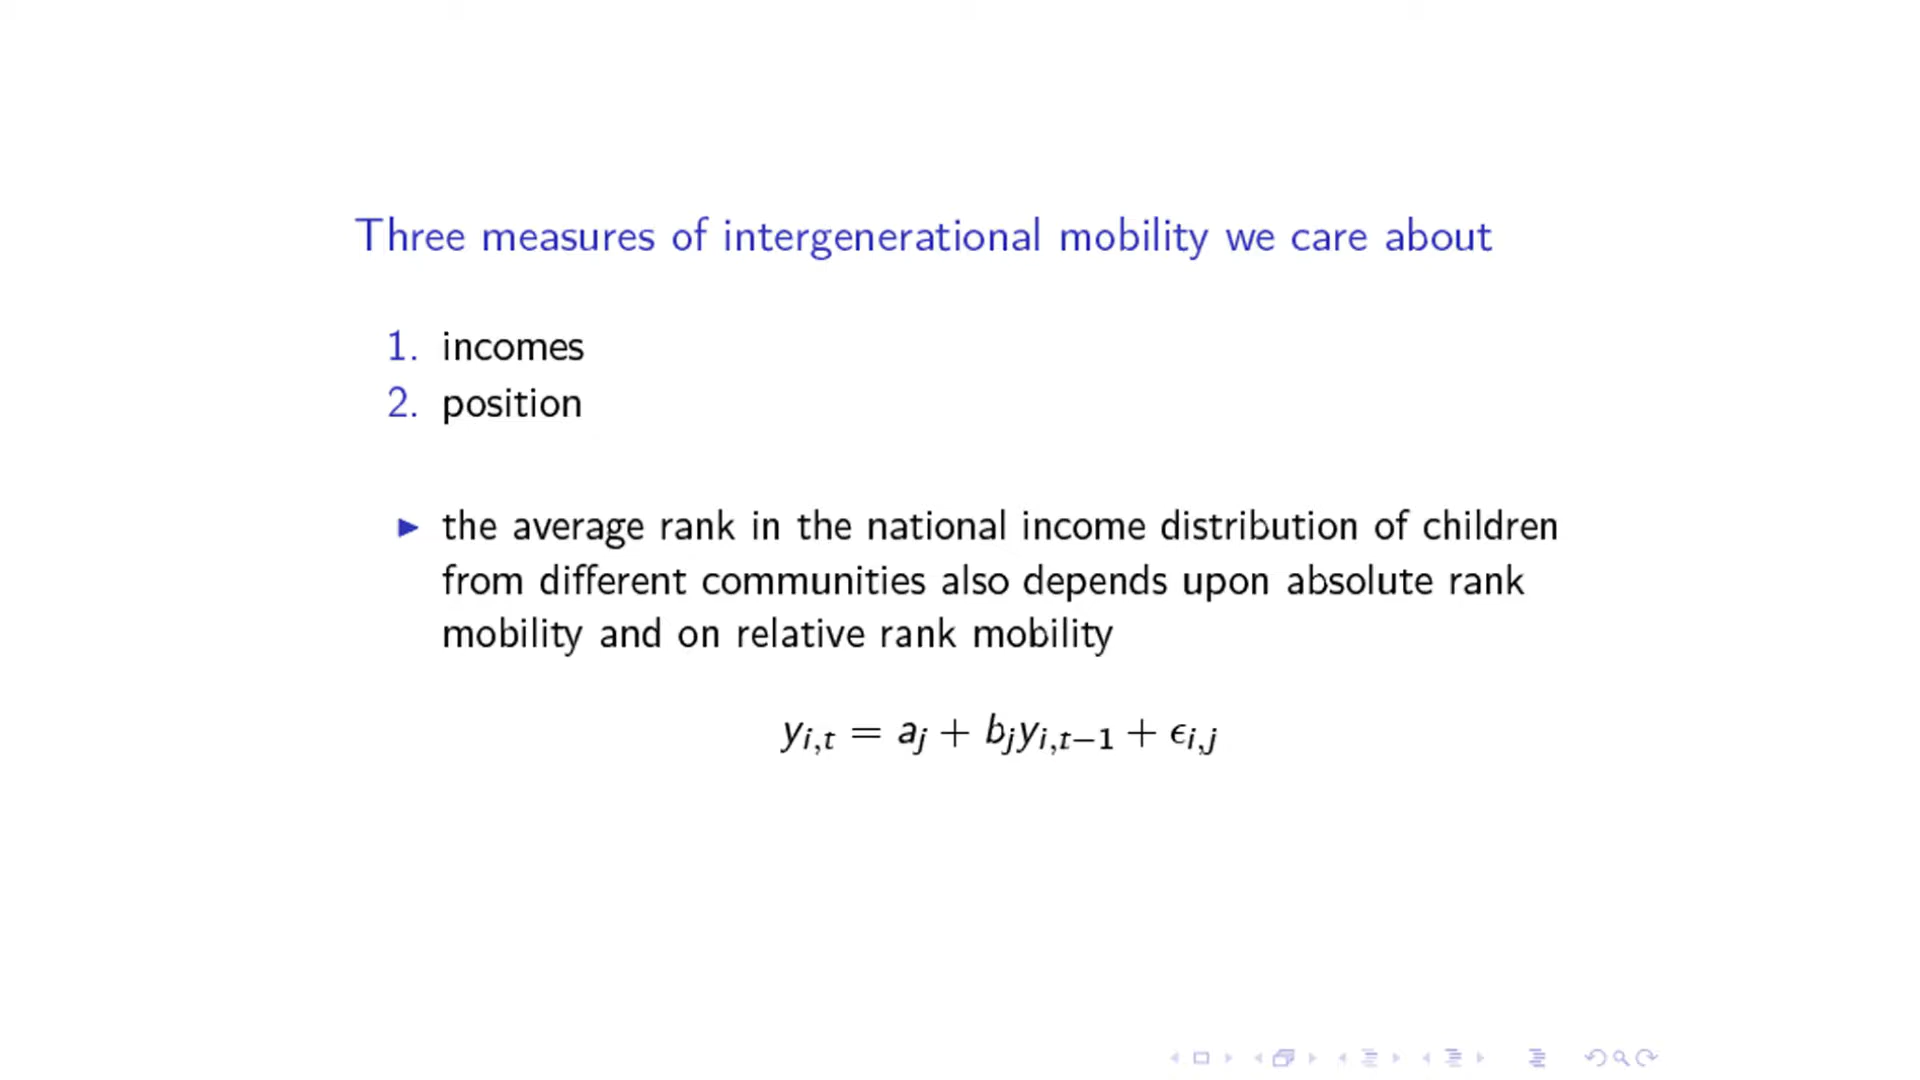 Three measures of intergenerational mobility we care about
1. incomes
2. position
▶ the average rank in the national income distribution of children
from different communities also depends upon absolute rank
mobility and on relative rank mobility
y_{i,t} = a_j + b_j y_{i,t−1} + ϵ_{i,j}